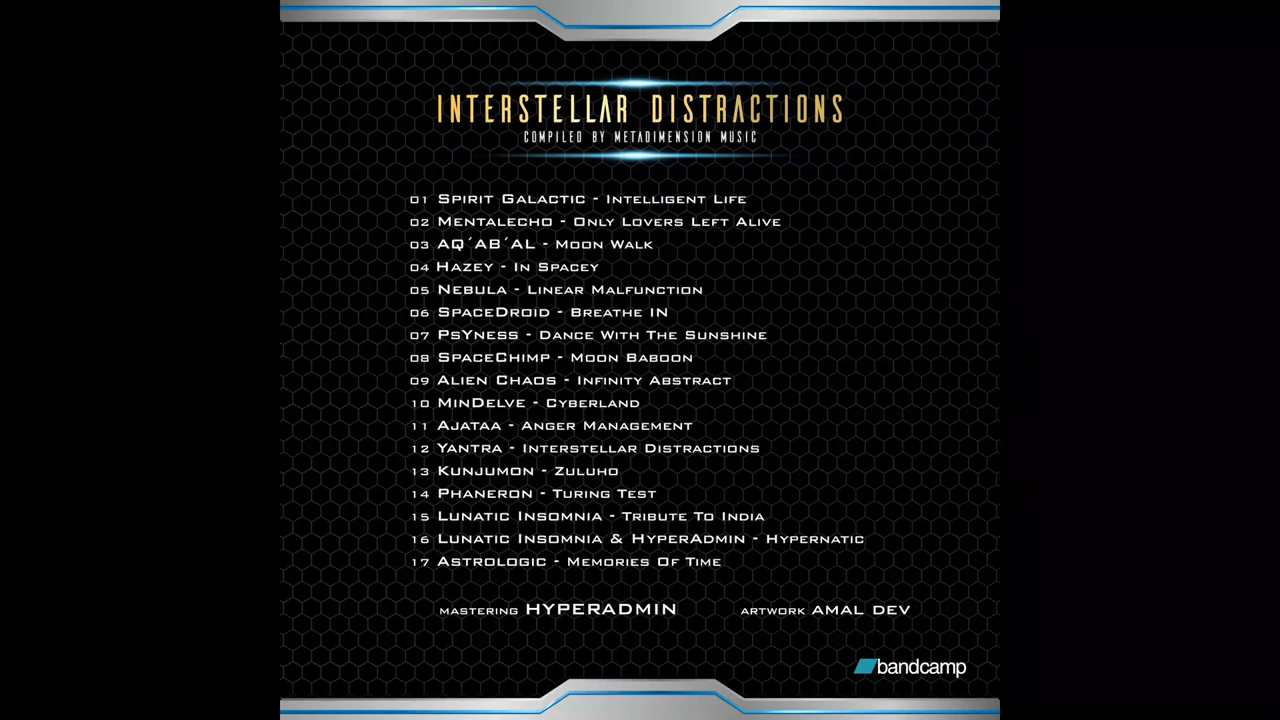 INTERSTELLAR DISTRACTIONS
COMPILED BY METADIMENSION MUSIC
01 Spirit Galactic - Intelligent Life
02 Mentalecho - Only Lovers Left Alive
03 AQ´AB´AL - Moon Walk
04 Hazey - In Spacey
05 Nebula - Linear Malfunction
06 SpaceDroid - Breathe IN
07 PsYness - Dance With The Sunshine
08 SpaceChimp - Moon Baboon
09 Alien Chaos - Infinity Abstract
10 MinDelve - Cyberland
11 Ajataa - Anger Management
12 Yantra - Interstellar Distractions
13 Kunjumon - Zuluho
14 Phaneron - Turing Test
15 Lunatic Insomnia - Tribute To India
16 Lunatic Insomnia & HyperAdmin - Hypernatic
17 Astrologic - Memories Of Time
mastering HYPERADMIN artwork AMAL DEV
bandcamp